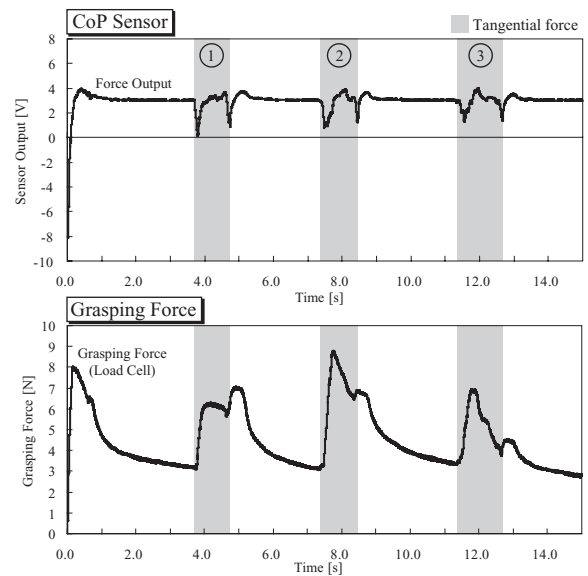 CoP Sensor
Tangential force
8
6
4
2
0
-2
-4
-6
-8
-10
Sensor Output [V]
Force Output
1
2
3
0.0 2.0 4.0 6.0 8.0 10.0 12.0 14.0
Time [s]
Grasping Force
10
9
8
7
6
5
4
3
2
1
0
Grasping Force [N]
Grasping Force
(Load Cell)
0.0 2.0 4.0 6.0 8.0 10.0 12.0 14.0
Time [s]